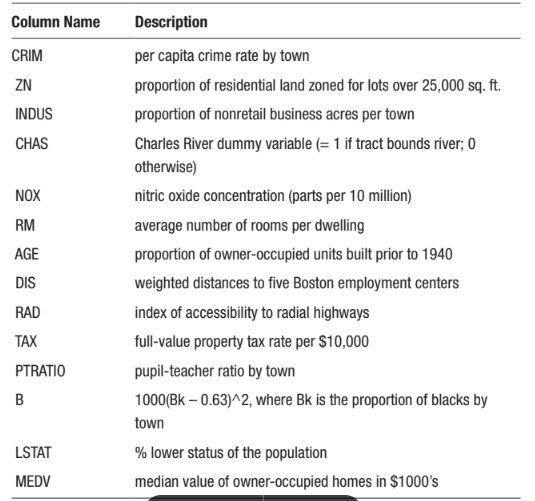 Column Name Description
CRIM per capita crime rate by town
ZN proportion of residential land zoned for lots over 25,000 sq. ft.
INDUS proportion of nonretail business acres per town
CHAS Charles River dummy variable (= 1 if tract bounds river; 0
otherwise)
NOX nitric oxide concentration (parts per 10 million)
RM average number of rooms per dwelling
AGE proportion of owner-occupied units built prior to 1940
DIS weighted distances to five Boston employment centers
RAD index of accessibility to radial highways
TAX full-value property tax rate per $10,000
PTRATIO pupil-teacher ratio by town
B 1000(Bk – 0.63)^2, where Bk is the proportion of blacks by
town
LSTAT % lower status of the population
MEDV median value of owner-occupied homes in $1000's